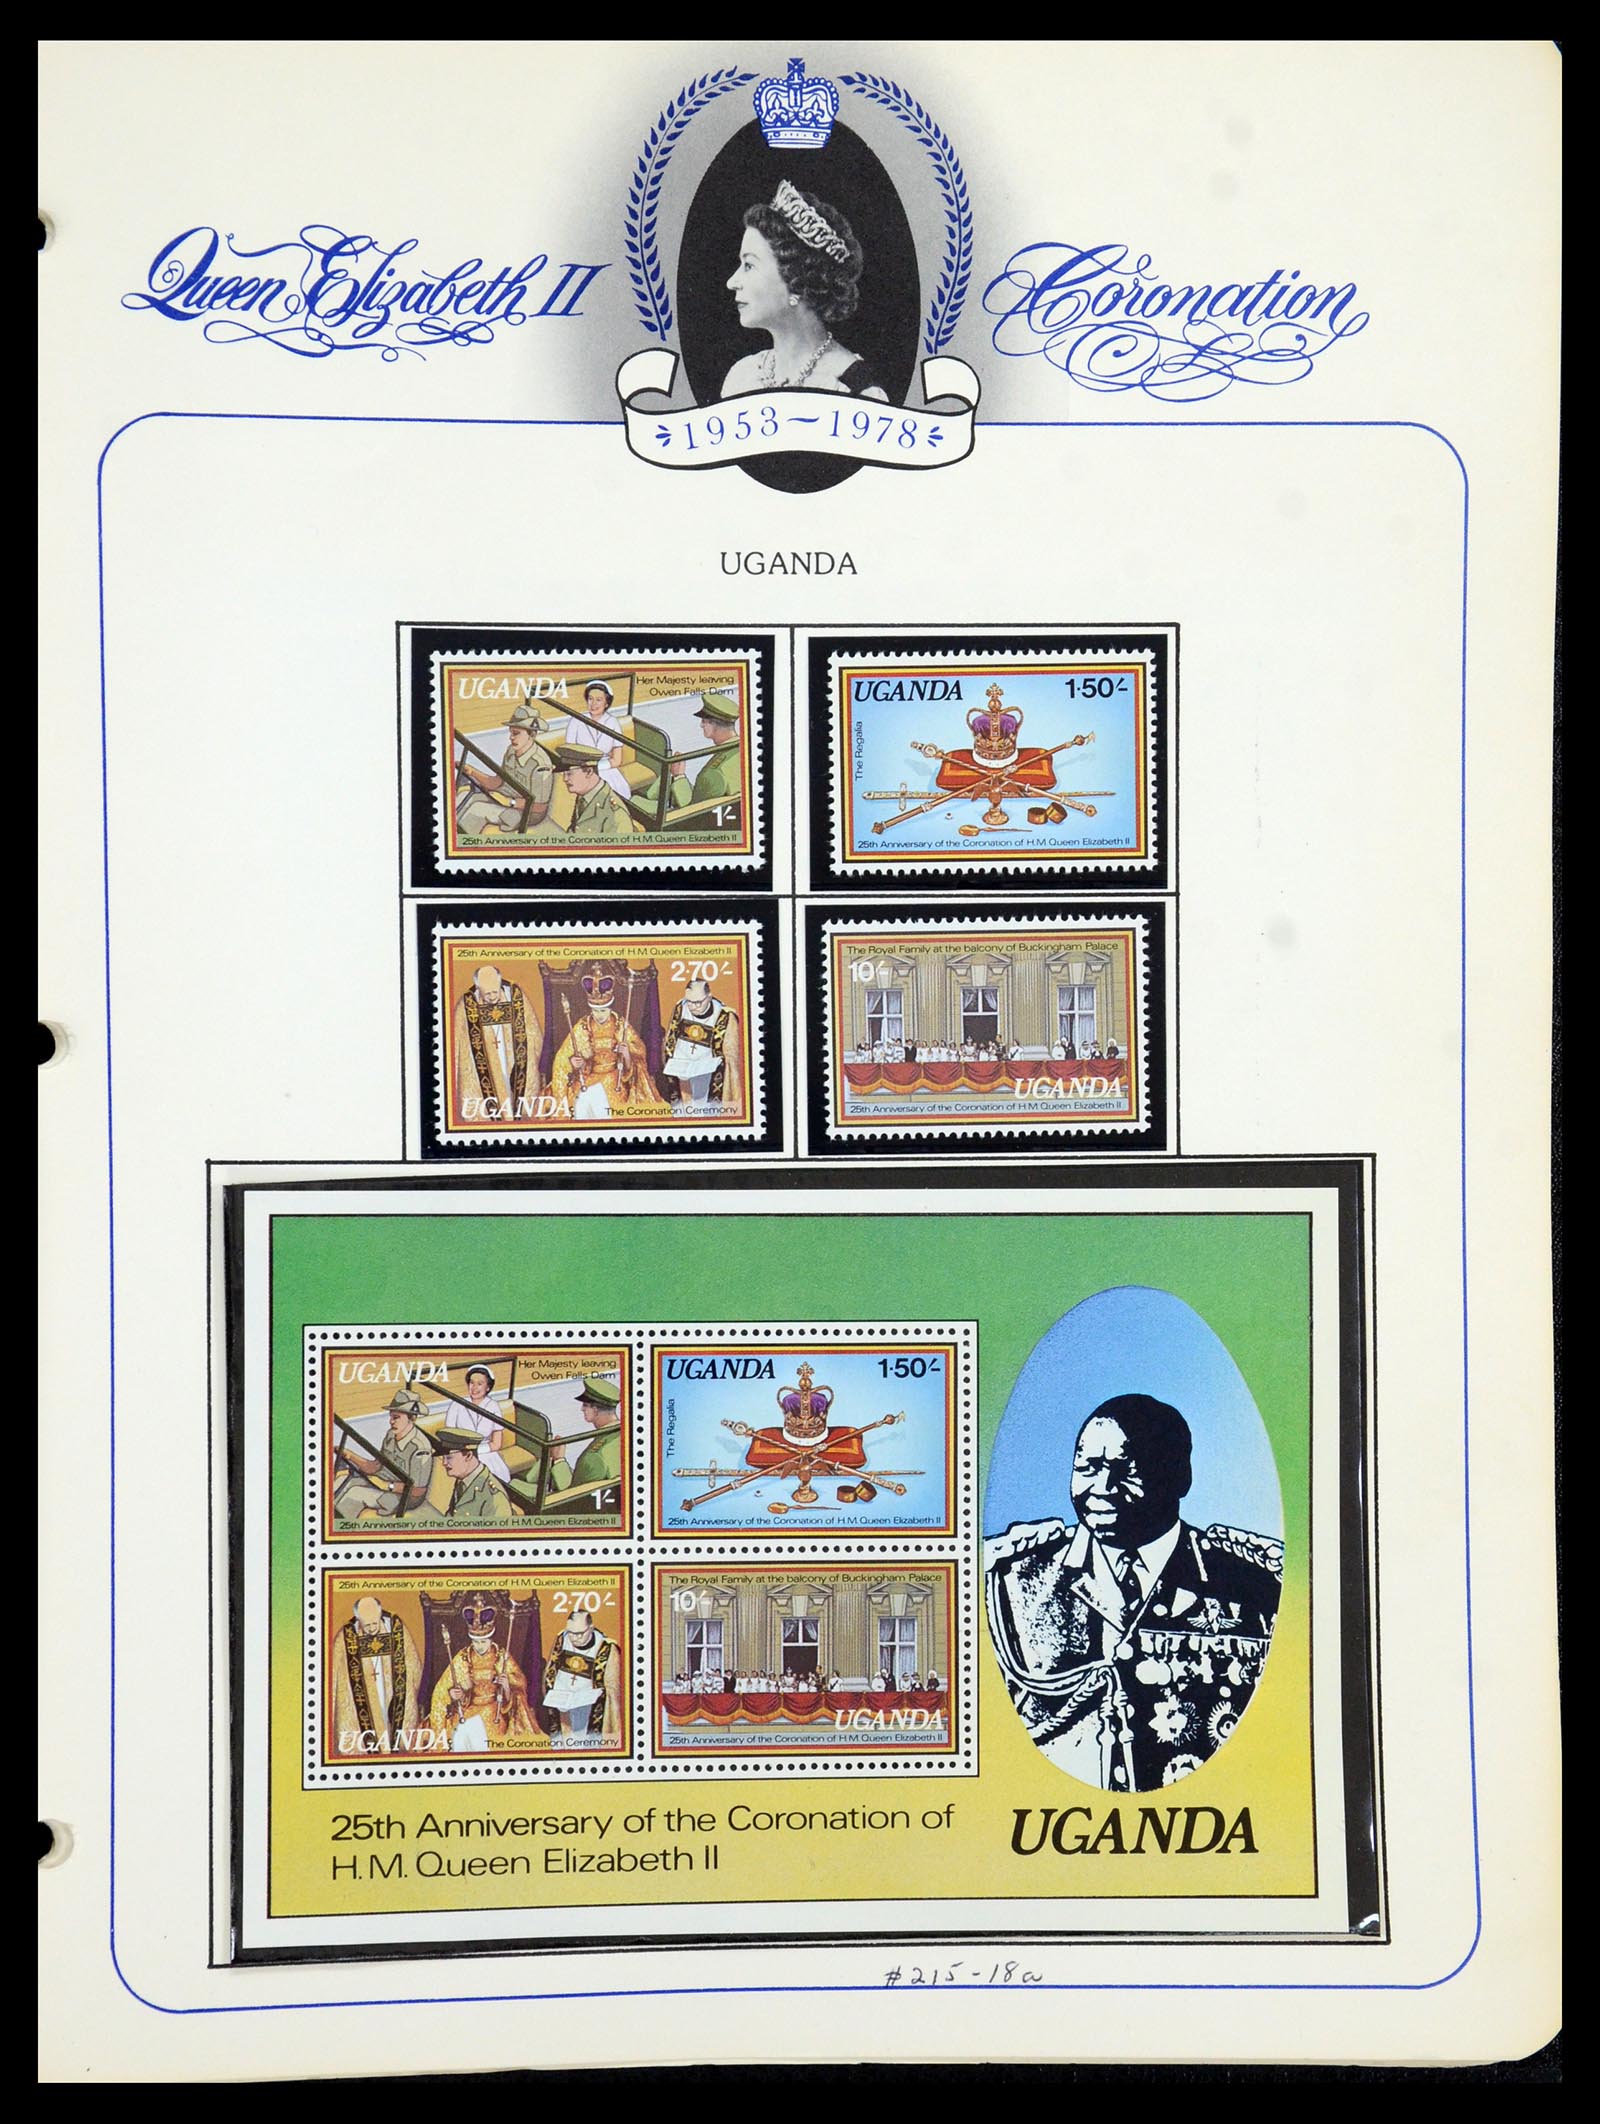 Queen Elizabeth II Coronation
1953~1978
UGANDA
UGANDA
Her Majesty leaving
Owen Falls Dam
1/-
25th Anniversary of the Coronation of H.M. Queen Elizabeth II
UGANDA
1·50/-
The Regalia
25th Anniversary of the Coronation of H.M. Queen Elizabeth II
25th Anniversary of the Coronation of H.M. Queen Elizabeth II
2·70/-
UGANDA
The Coronation Ceremony
The Royal Family at the balcony of Buckingham Palace
10/-
UGANDA
25th Anniversary of the Coronation of H.M. Queen Elizabeth II
UGANDA
Her Majesty leaving
Owen Falls Dam
1/-
25th Anniversary of the Coronation of H.M. Queen Elizabeth II
UGANDA
1·50/-
The Regalia
25th Anniversary of the Coronation of H.M. Queen Elizabeth II
25th Anniversary of the Coronation of H.M. Queen Elizabeth II
2·70/-
UGANDA
The Coronation Ceremony
The Royal Family at the balcony of Buckingham Palace
10/-
UGANDA
25th Anniversary of the Coronation of H.M. Queen Elizabeth II
25th Anniversary of the Coronation of
H.M. Queen Elizabeth II
UGANDA
#215-18a